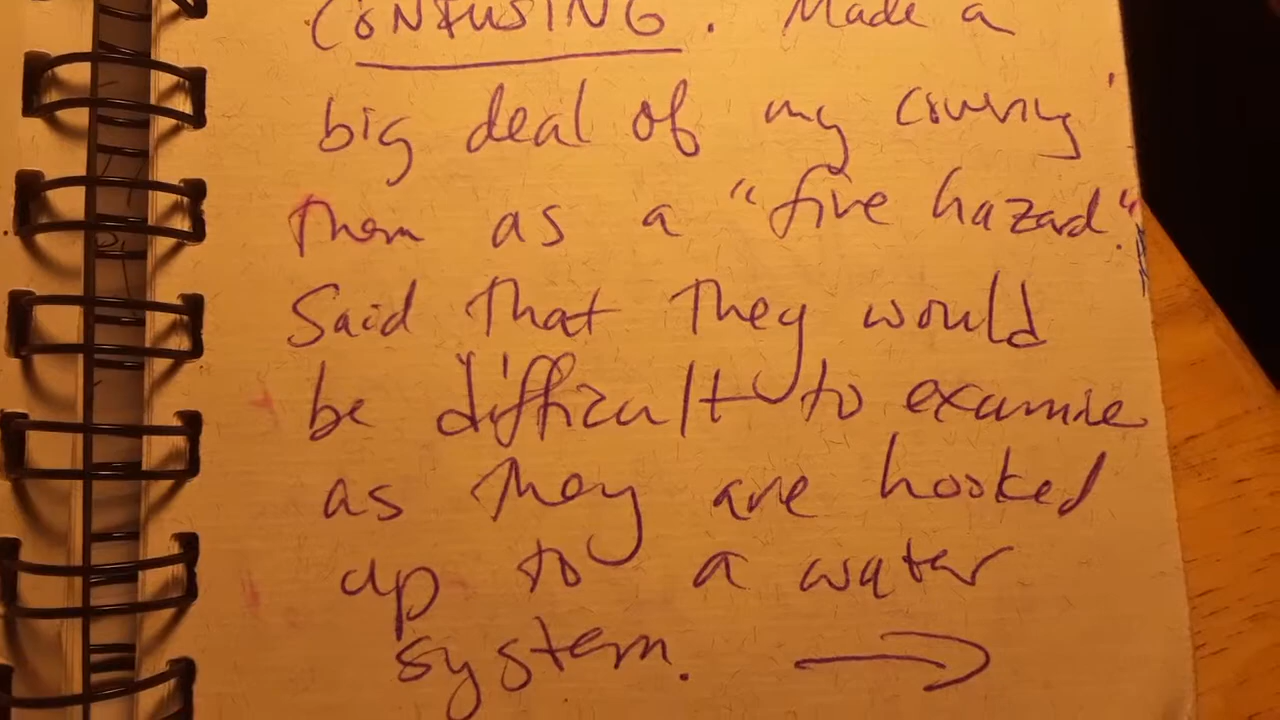 CONFUSING. Made a
big deal of my covering
them as a "fire hazard."
Said that they would
be difficult to examine
as they are hooked
up to a water
system. →